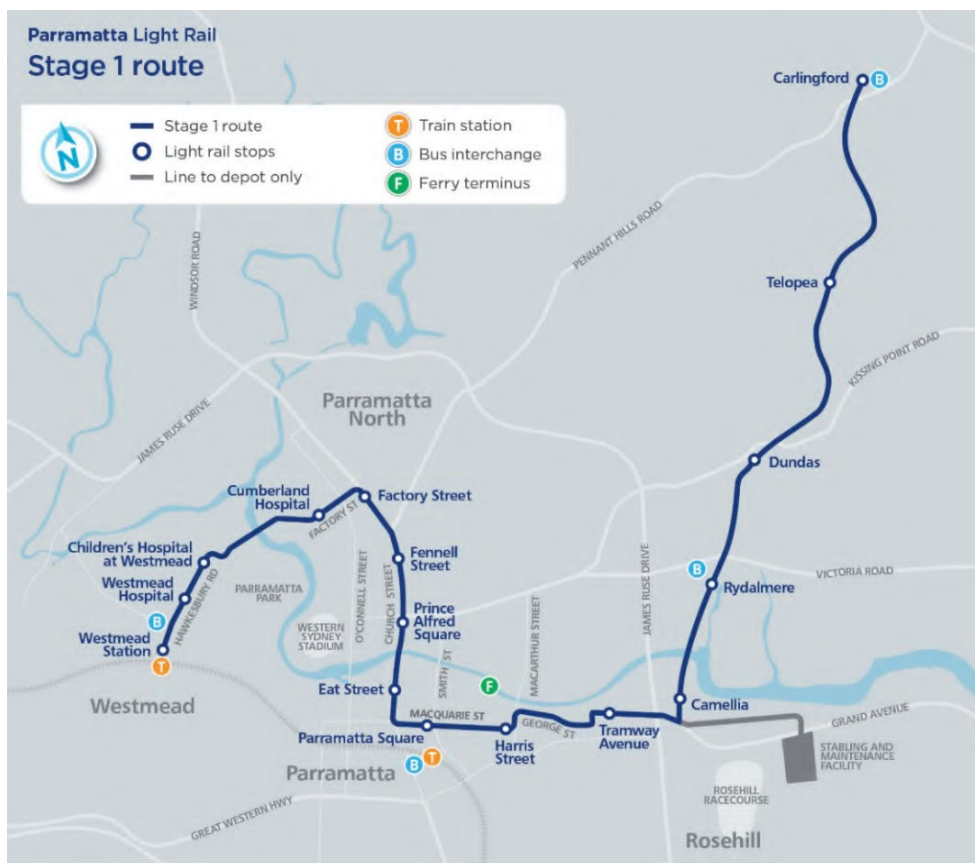 Parramatta Light Rail
Stage 1 route
N
Stage 1 route
Light rail stops
Line to depot only
T Train station
B Bus interchange
F Ferry terminus
Carlingford
B
PENNANT HILLS ROAD
WINDSOR ROAD
Telopea
KISSING POINT ROAD
JAMES RUSE DRIVE
Parramatta
North
Dundas
Cumberland
Hospital
FACTORY ST
Factory Street
Children's Hospital
at Westmead
Westmead
Hospital
HAWKESBURY RD
B
Westmead
Station
T
PARRAMATTA
PARK
WESTERN
SYDNEY
STADIUM
O'CONNELL STREET
CHURCH STREET
Fennell
Street
Prince
Alfred
Square
SMITH ST
MACARTHUR STREET
JAMES RUSE DRIVE
B
Rydalmere
VICTORIA ROAD
Westmead
Eat Street
F
MACQUARIE ST
GEORGE ST
Camellia
Parramatta Square
Harris
Street
Tramway
Avenue
GRAND AVENUE
STABLING AND
MAINTENANCE
FACILITY
Parramatta
B
T
ROSEHILL
RACECOURSE
GREAT WESTERN HWY
Rosehill